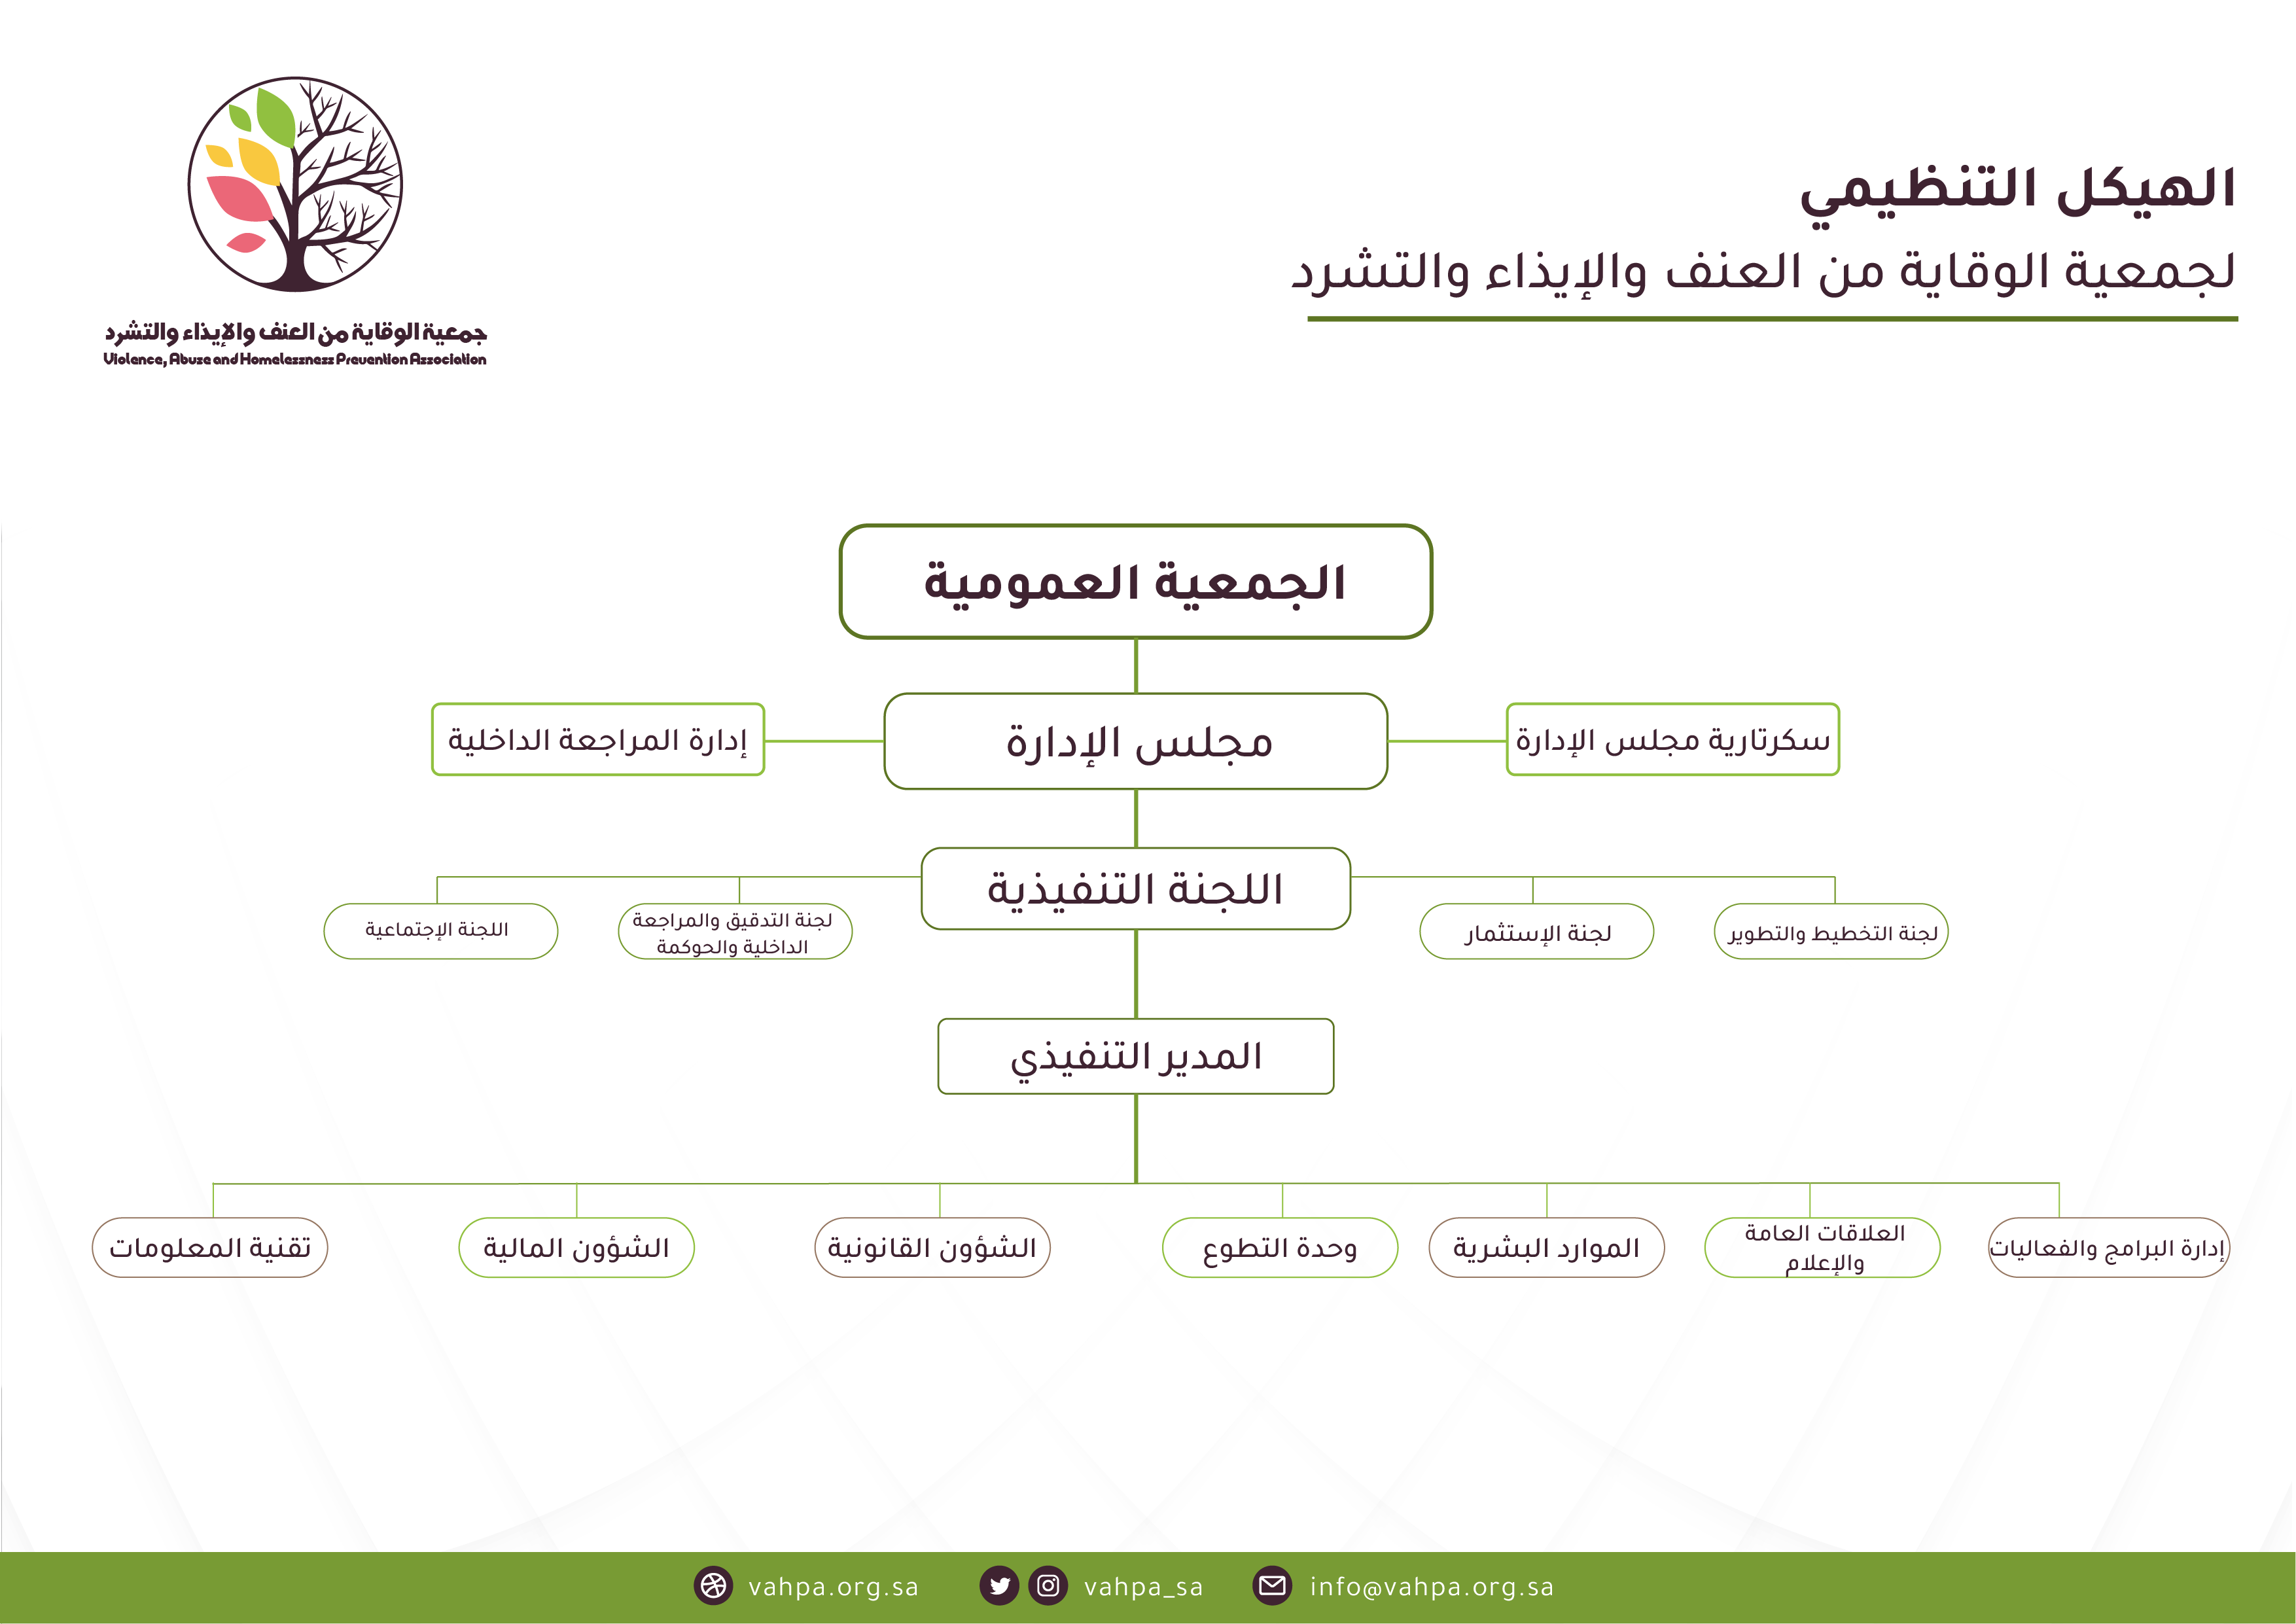 الهيكل التنظيمي
لجمعية الوقاية من العنف والإيذاء والتشرد
جمعية الوقاية من العنف والإيذاء والتشرد
Violence, Abuse and Homelessness Prevention Association
الجمعية العمومية
سكرتارية مجلس الإدارة
مجلس الإدارة
إدارة المراجعة الداخلية
اللجنة التنفيذية
لجنة التخطيط والتطوير
لجنة الإستثمار
لجنة التدقيق والمراجعة
الداخلية والحوكمة
اللجنة الإجتماعية
المدير التنفيذي
إدارة البرامج والفعاليات
العلاقات العامة
والإعلام
الموارد البشرية
وحدة التطوع
الشؤون القانونية
الشؤون المالية
تقنية المعلومات
vahpa.org.sa
vahpa_sa
info@vahpa.org.sa